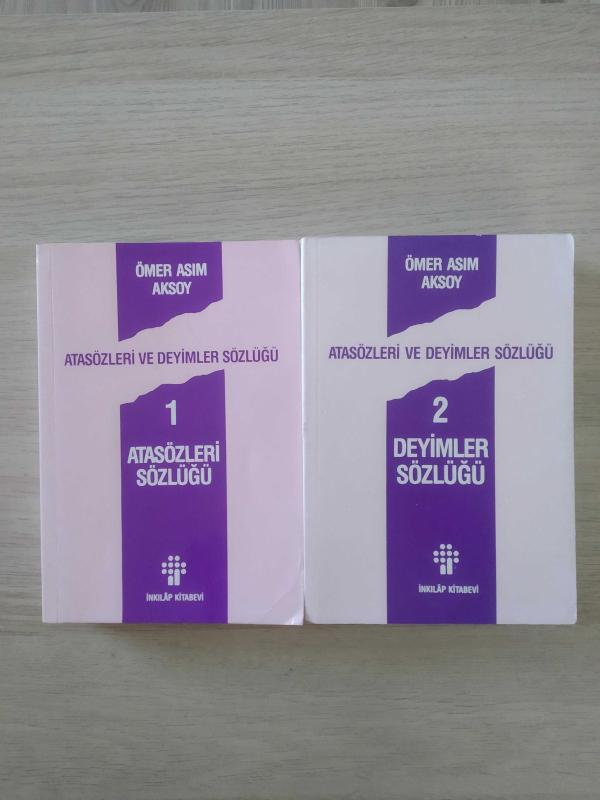 ÖMER ASIM
AKSOY
ATASÖZLERİ VE DEYİMLER SÖZLÜĞÜ
1
ATASÖZLERİ
SÖZLÜĞÜ
İNKILÂP KİTABEVİ
ÖMER ASIM
AKSOY
ATASÖZLERİ VE DEYİMLER SÖZLÜĞÜ
2
DEYİMLER
SÖZLÜĞÜ
İNKILÂP KİTABEVİ